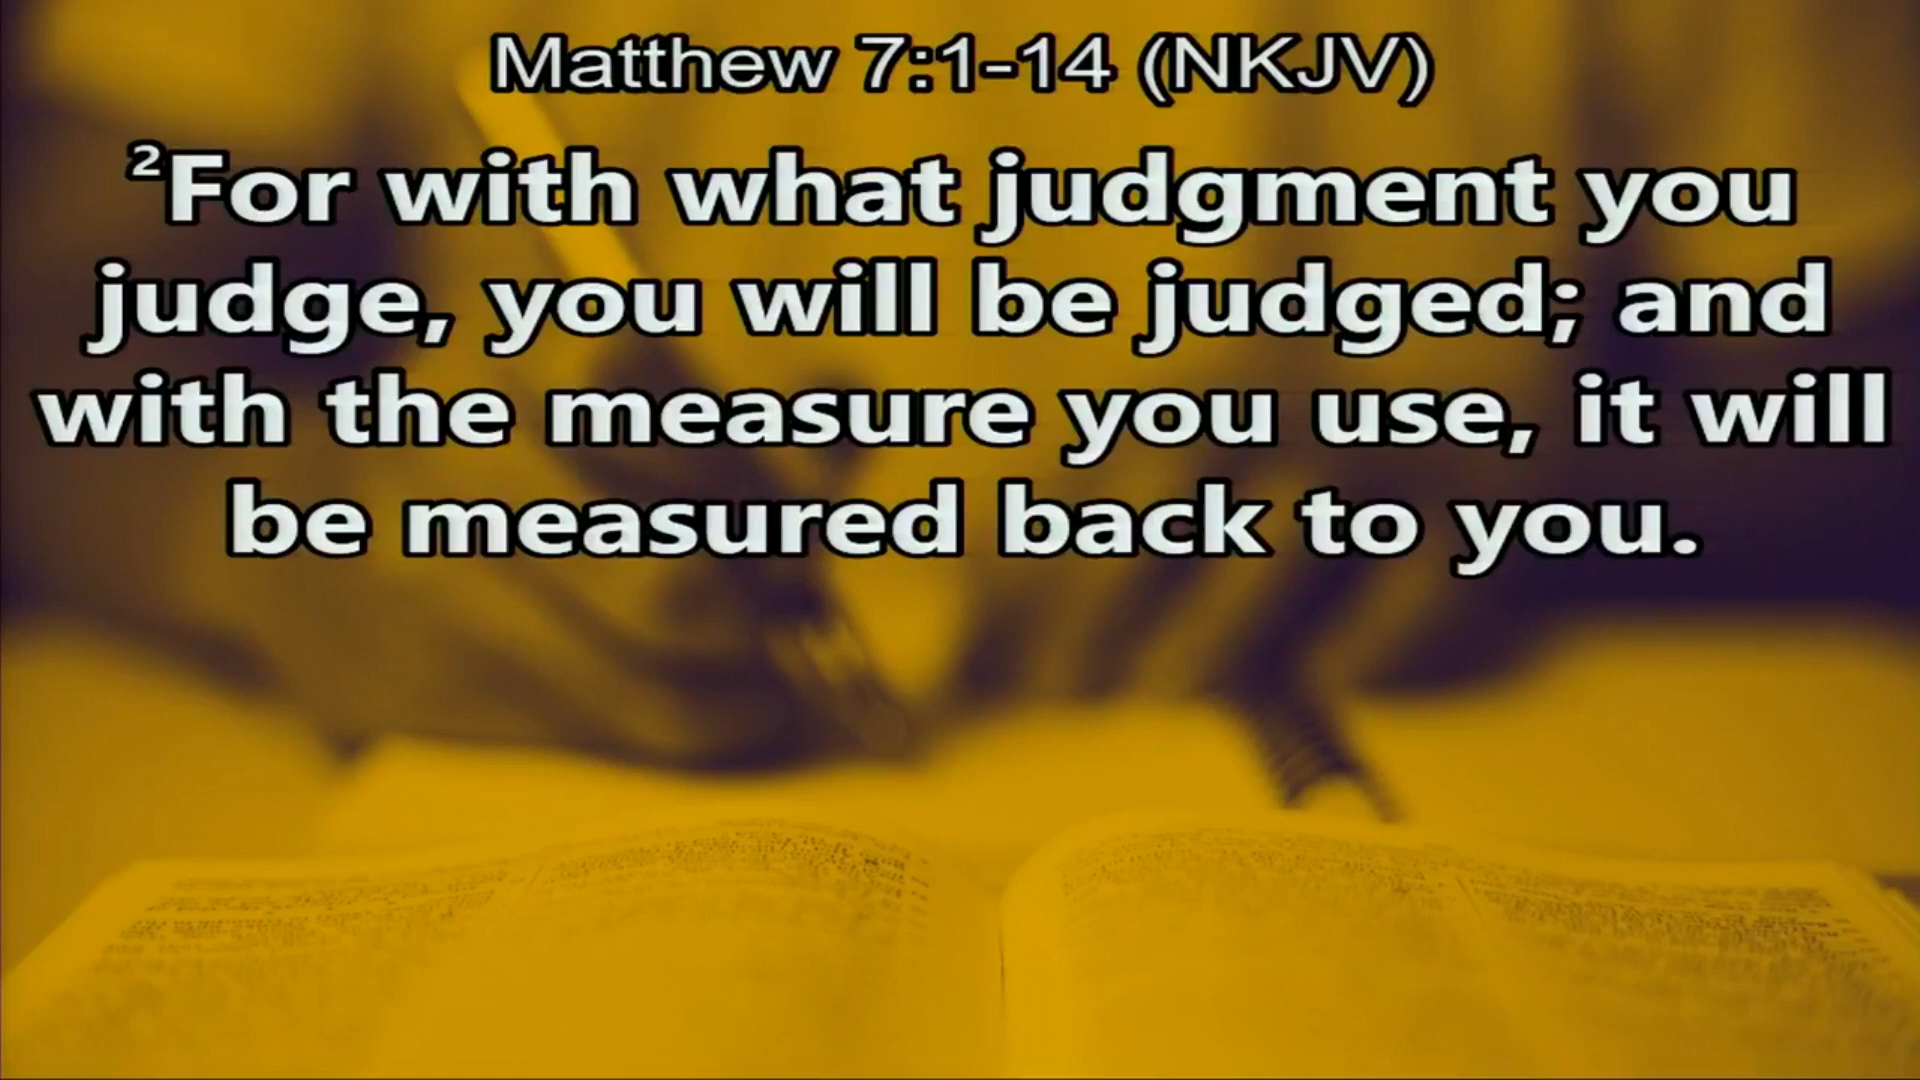 Matthew 7:1-14 (NKJV)
²For with what judgment you
judge, you will be judged; and
with the measure you use, it will
be measured back to you.